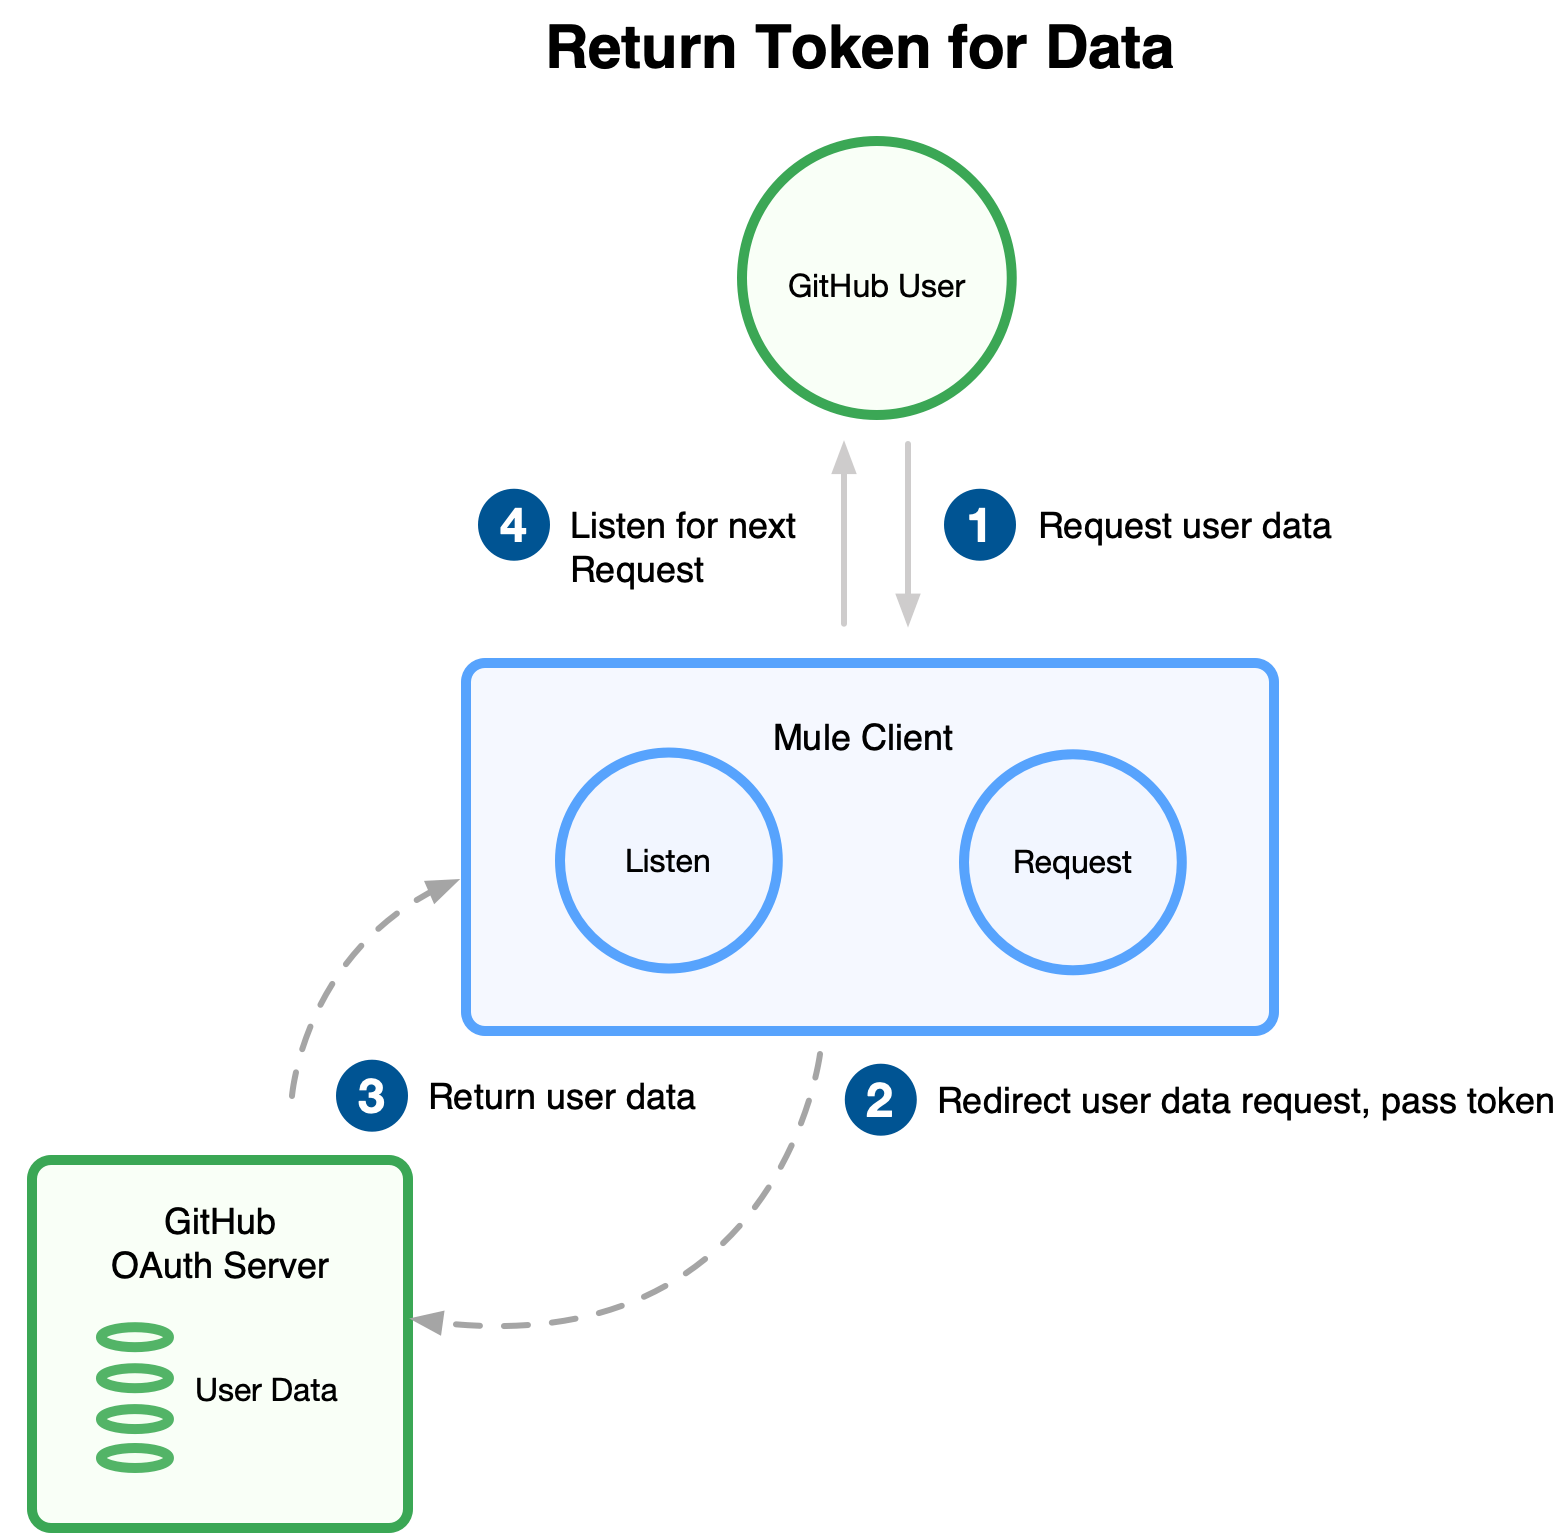 Return Token for Data
GitHub User
4
Listen for next
Request
1
Request user data
Mule Client
Listen
Request
3
Return user data
2
Redirect user data request, pass token
GitHub
OAuth Server
User Data